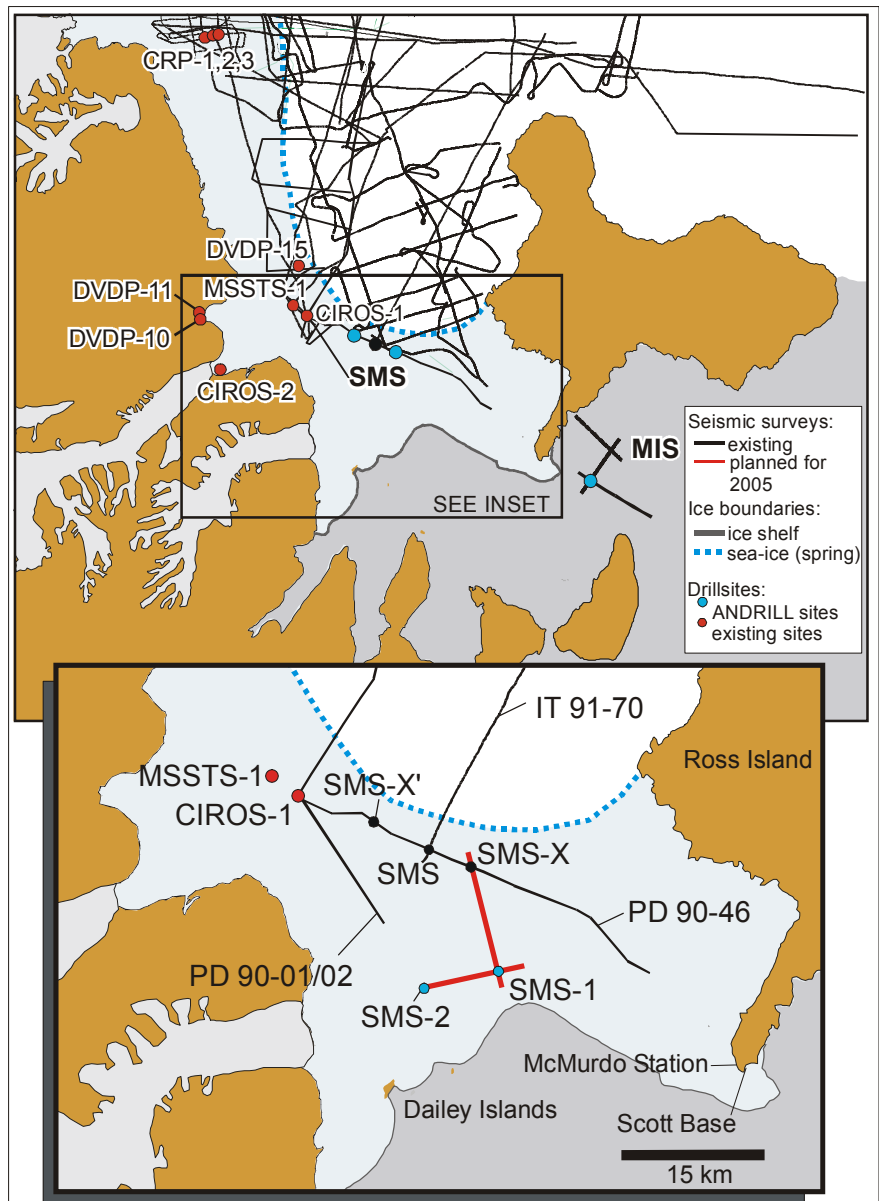 CRP-1,2,3
DVDP-15
MSSTS-1
DVDP-11
CIROS-1
DVDP-10
SMS
CIROS-2
MIS
SEE INSET
Seismic surveys:
existing
planned for
2005
Ice boundaries:
ice shelf
sea-ice (spring)
Drillsites:
ANDRILL sites
existing sites
IT 91-70
Ross Island
MSSTS-1
SMS-X'
CIROS-1
SMS-X
SMS
PD 90-46
PD 90-01/02
SMS-1
SMS-2
McMurdo Station
Dailey Islands
Scott Base
15 km